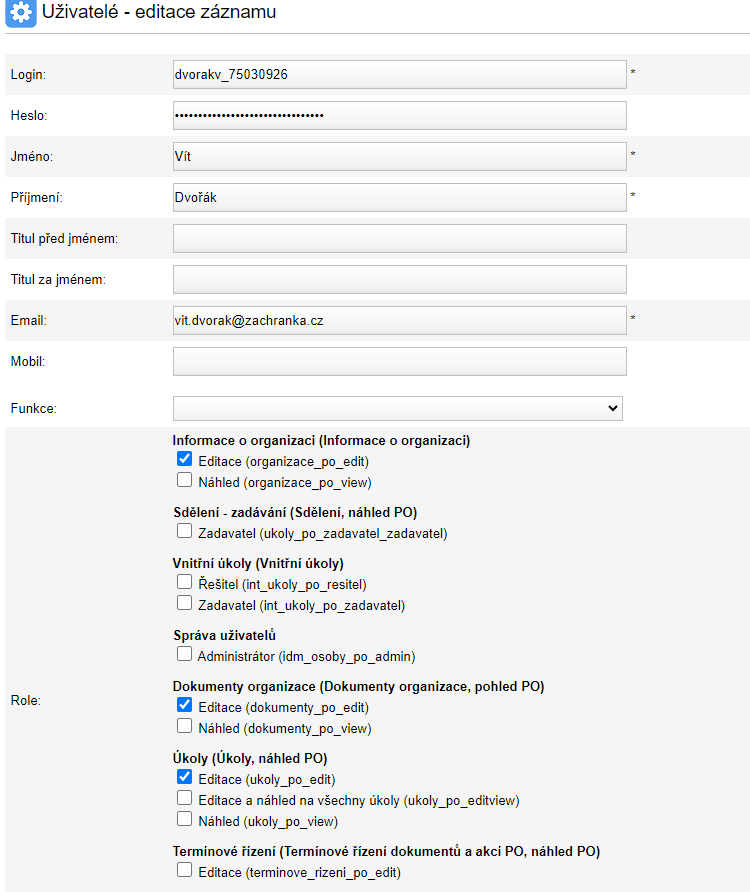 Uživatelé - editace záznamu
Login: dvorakv_75030926 *
Heslo: ••••••••••••••••••••••••••••••••
Jméno: Vít *
Příjmení: Dvořák *
Titul před jménem:
Titul za jménem:
Email: vit.dvorak@zachranka.cz *
Mobil:
Funkce:
Role:
Informace o organizaci (Informace o organizaci)
Editace (organizace_po_edit)
Náhled (organizace_po_view)
Sdělení - zadávání (Sdělení, náhled PO)
Zadavatel (ukoly_po_zadavatel_zadavatel)
Vnitřní úkoly (Vnitřní úkoly)
Řešitel (int_ukoly_po_resitel)
Zadavatel (int_ukoly_po_zadavatel)
Správa uživatelů
Administrátor (idm_osoby_po_admin)
Dokumenty organizace (Dokumenty organizace, pohled PO)
Editace (dokumenty_po_edit)
Náhled (dokumenty_po_view)
Úkoly (Úkoly, náhled PO)
Editace (ukoly_po_edit)
Editace a náhled na všechny úkoly (ukoly_po_editview)
Náhled (ukoly_po_view)
Termínové řízení (Termínové řízení dokumentů a akcí PO, náhled PO)
Editace (terminove_rizeni_po_edit)